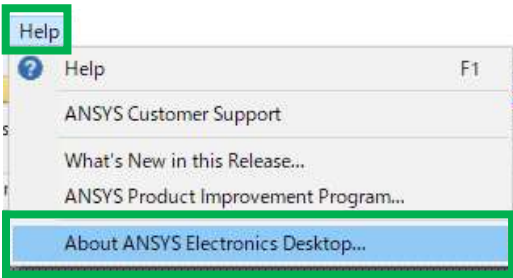 Help
Help F1
ANSYS Customer Support
What's New in this Release...
ANSYS Product Improvement Program...
About ANSYS Electronics Desktop...